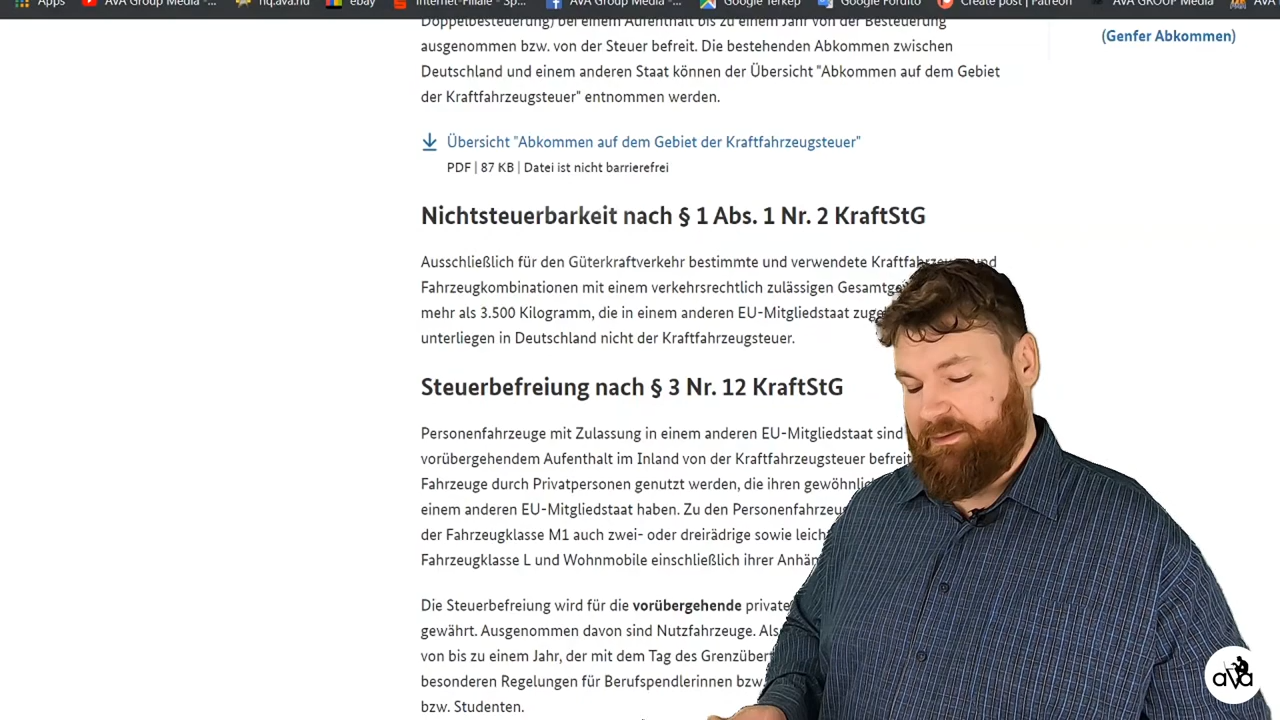 Apps
AVA Group Media -...
hq.ava.hu
ebay
Internet-Filiale - Sp...
AVA Group Media -...
Google Térkép
Google Fordító
Create post | Patreon
AVA GROUP Media
AVA
Doppelbesteuerung) bei einem Aufenthalt bis zu einem Jahr von der Besteuerung
ausgenommen bzw. von der Steuer befreit. Die bestehenden Abkommen zwischen
Deutschland und einem anderen Staat können der Übersicht "Abkommen auf dem Gebiet
der Kraftfahrzeugsteuer" entnommen werden.
(Genfer Abkommen)
Übersicht "Abkommen auf dem Gebiet der Kraftfahrzeugsteuer"
PDF | 87 KB | Datei ist nicht barrierefrei
Nichtsteuerbarkeit nach § 1 Abs. 1 Nr. 2 KraftStG
Ausschließlich für den Güterkraftverkehr bestimmte und verwendete und
Fahrzeugkombinationen mit einem verkehrsrechtlich zulässigen
mehr als 3.500 Kilogramm, die in einem anderen EU-Mitgliedstaat
unterliegen in Deutschland nicht der Kraftfahrzeugsteuer.
Steuerbefreiung nach § 3 Nr. 12 KraftStG
Personenfahrzeuge mit Zulassung in einem anderen EU-Mitgliedstaat sind
vorübergehendem Aufenthalt im Inland von der Kraftfahrzeugsteuer
Fahrzeuge durch Privatpersonen genutzt werden, die ihren
einem anderen EU-Mitgliedstaat haben. Zu den
der Fahrzeugklasse M1 auch zwei- oder dreirädrige sowie
Fahrzeugklasse L und Wohnmobile einschließlich ihrer
Die Steuerbefreiung wird für die vorübergehende
gewährt. Ausgenommen davon sind Nutzfahrzeuge.
von bis zu einem Jahr, der mit dem Tag des
besonderen Regelungen für Berufspendlerinnen bzw.
bzw. Studenten.
aVa